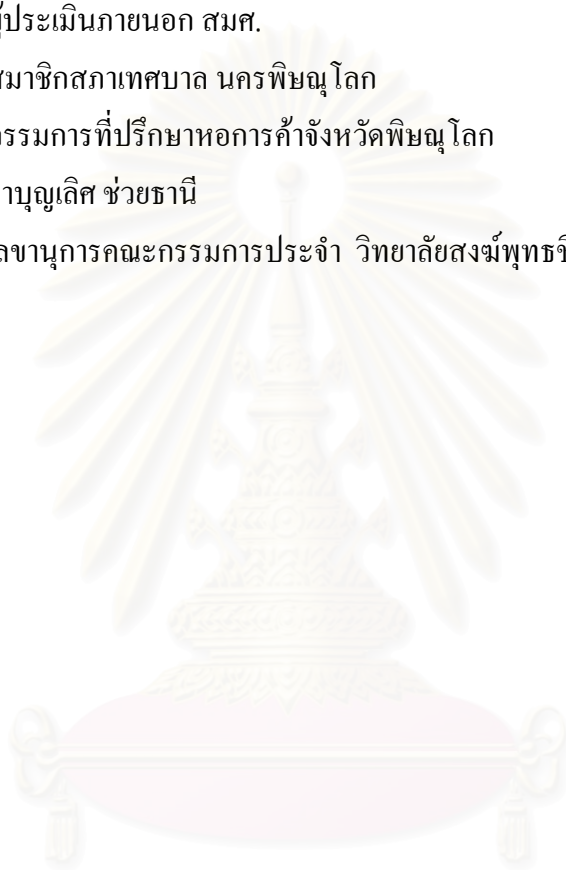 ประเมินภายนอก สมศ.
สมาชิกสภาเทศบาล นครพิษณุโลก
กรรมการที่ปรึกษาหอการค้าจังหวัดพิษณุโลก
บุญเลิศ ช่วยธานี
เลขานุการคณะกรรมการประจำ วิทยาลัยสงฆ์